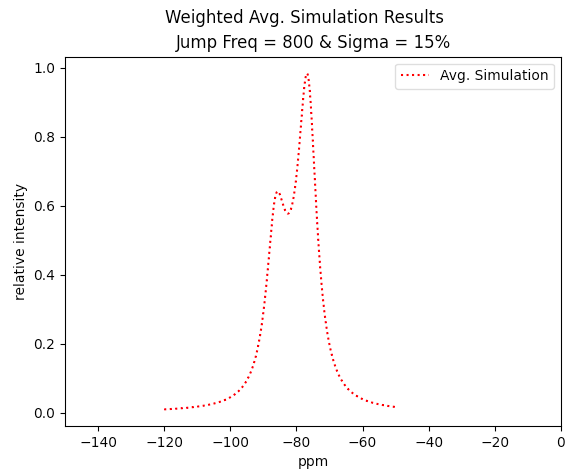 Weighted Avg. Simulation Results
Jump Freq = 800 & Sigma = 15%
Avg. Simulation
1.0
0.8
0.6
0.4
0.2
0.0
relative intensity
−140 −120 −100 −80 −60 −40 −20 0
ppm